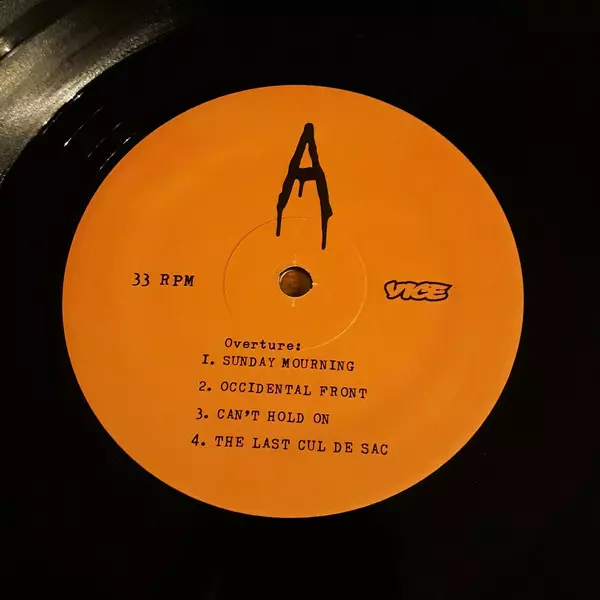 A
33 RPM
VICE
Overture:
1. SUNDAY MOURNING
2. OCCIDENTAL FRONT
3. CAN'T HOLD ON
4. THE LAST CUL DE SAC